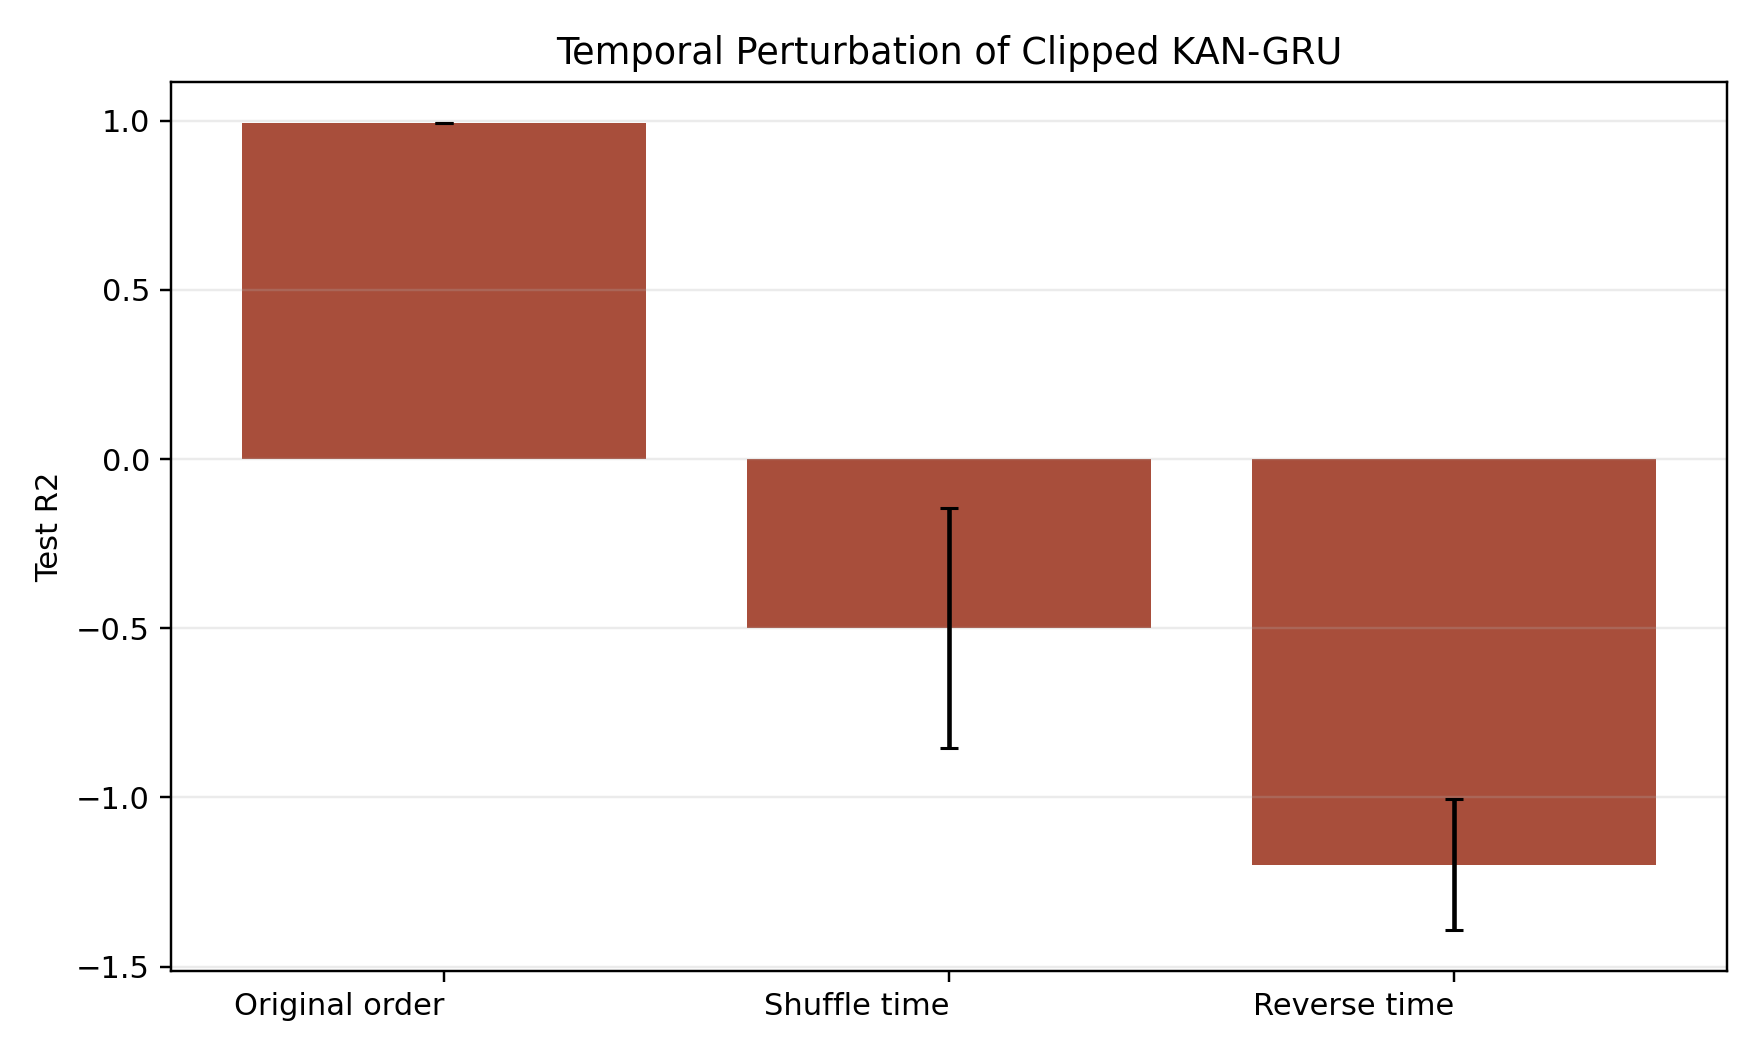 Temporal Perturbation of Clipped KAN-GRU
Test R2
1.0
0.5
0.0
−0.5
−1.0
−1.5
Original order
Shuffle time
Reverse time